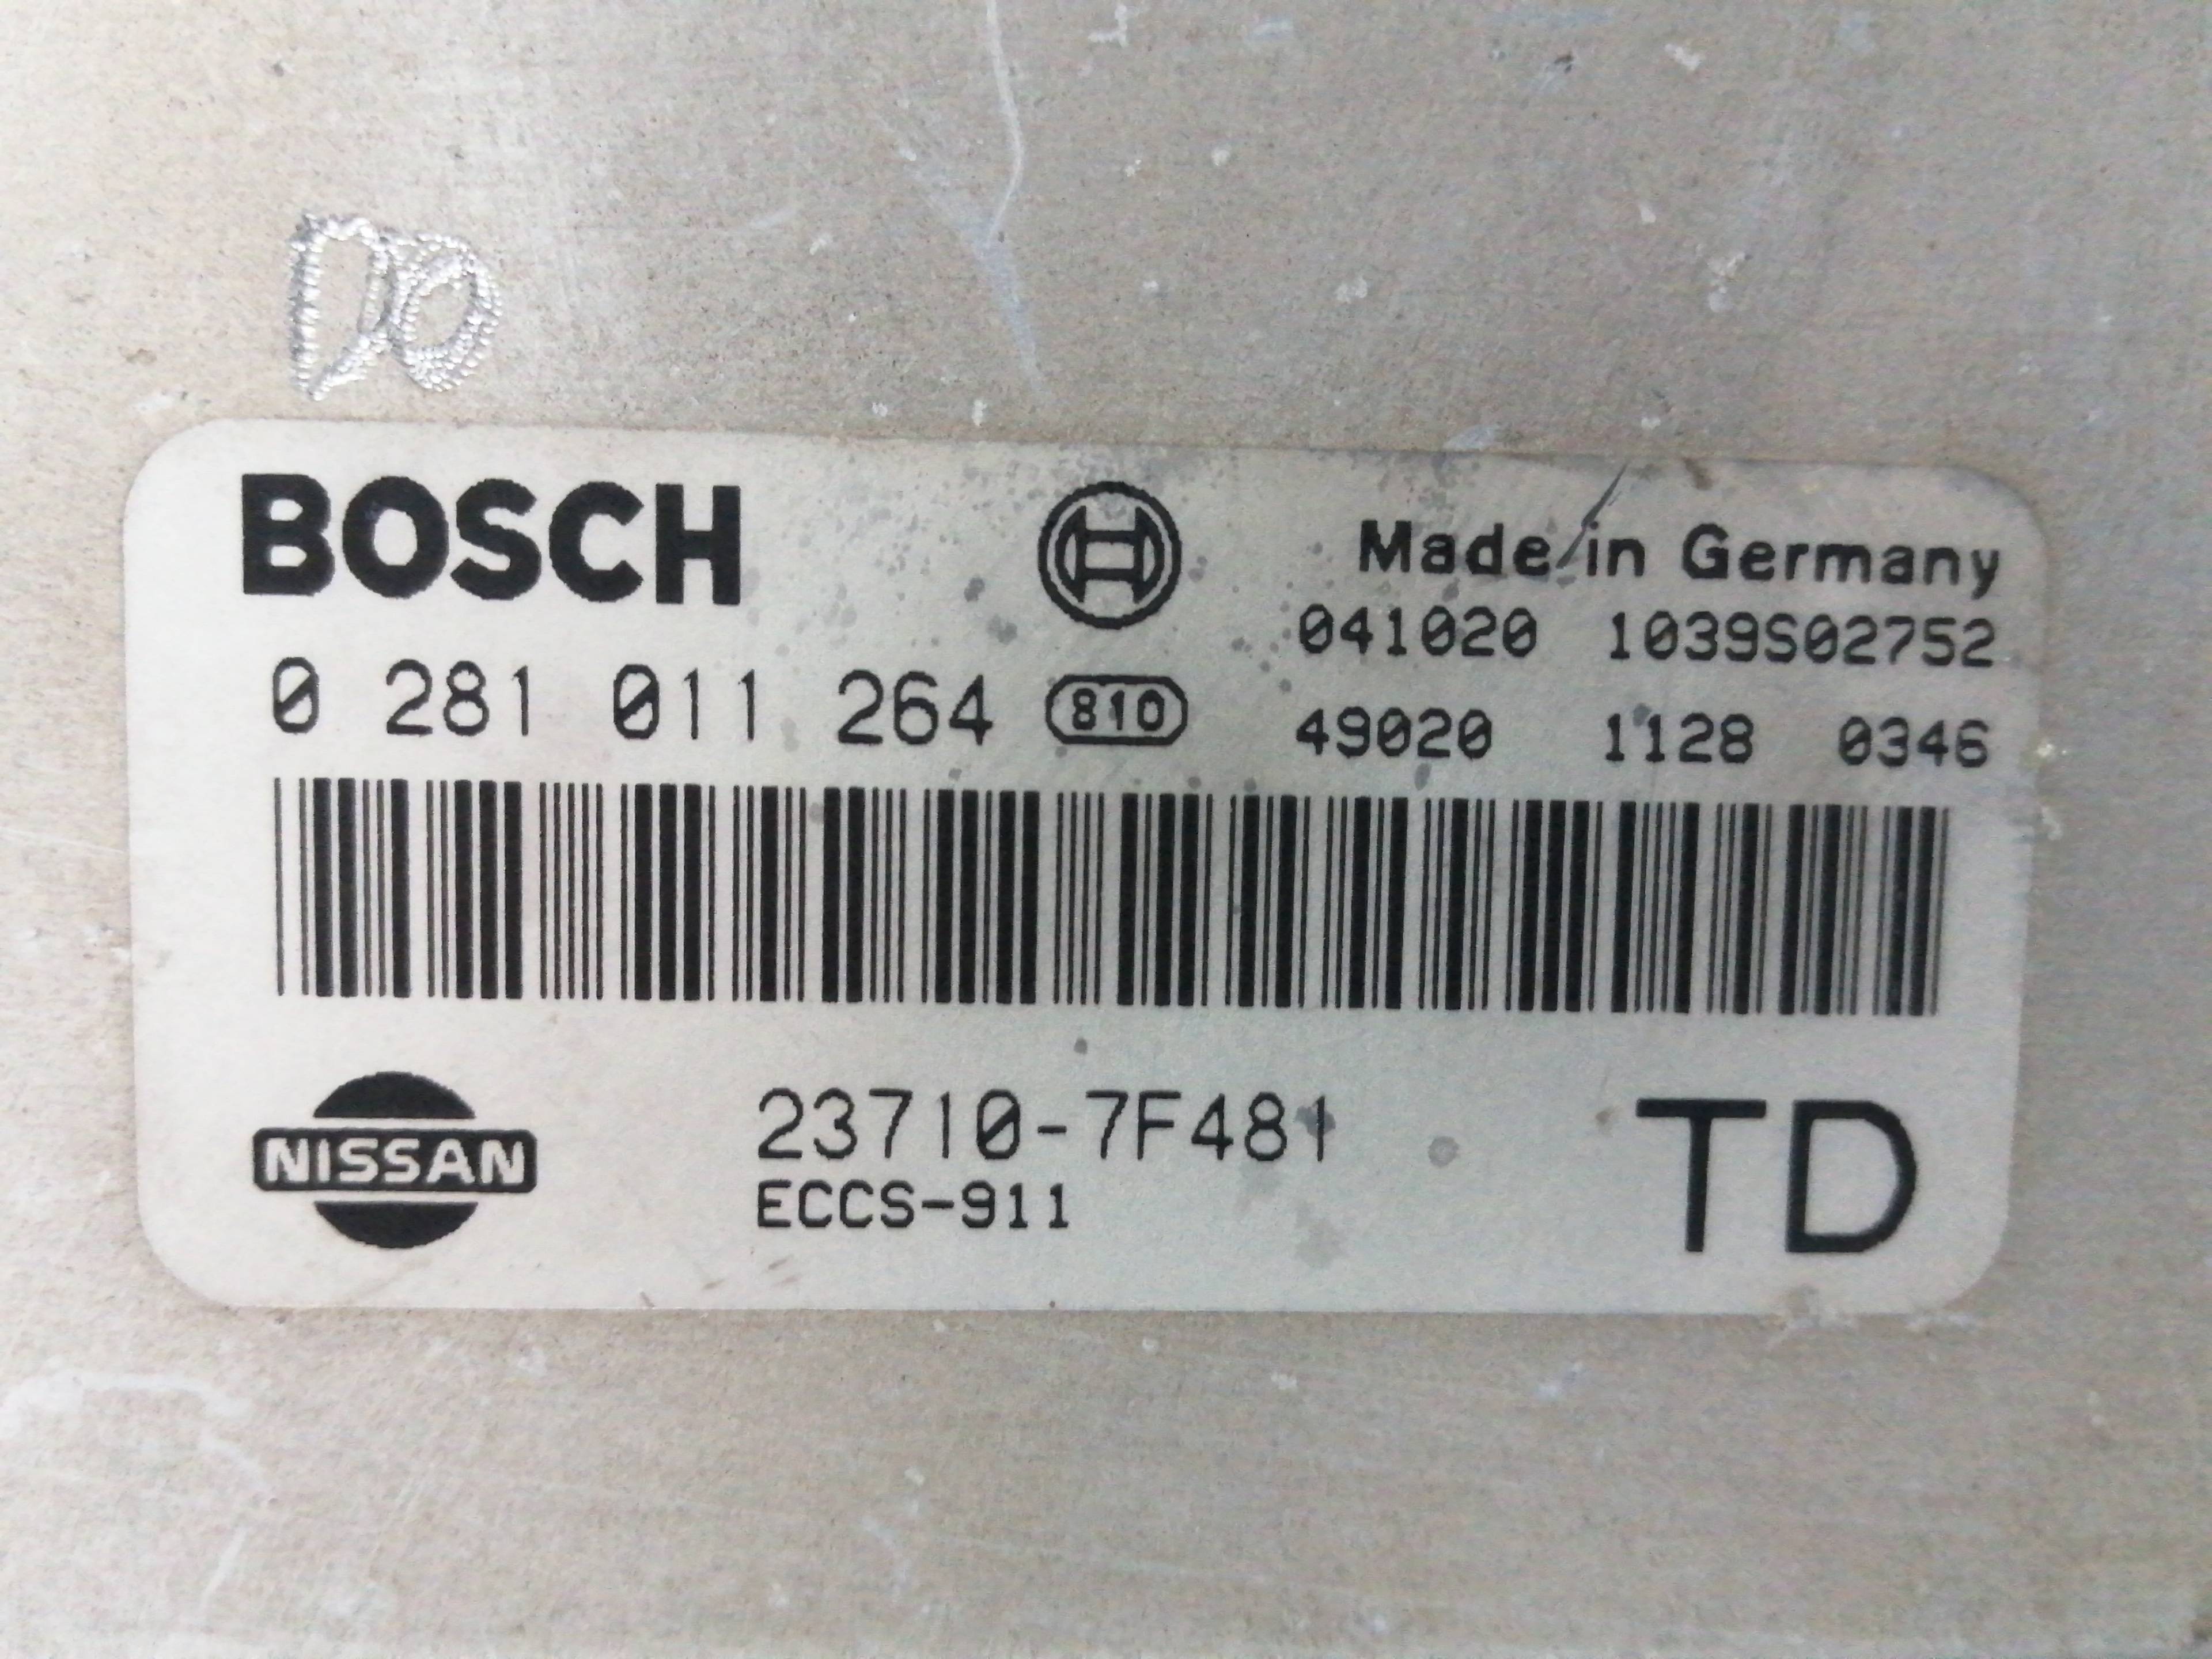 DO
BOSCH
Made in Germany
041020 1039S02752
0 281 011 264 810
49020 1128 0346
NISSAN
23710-7F481
ECCS-911
TD